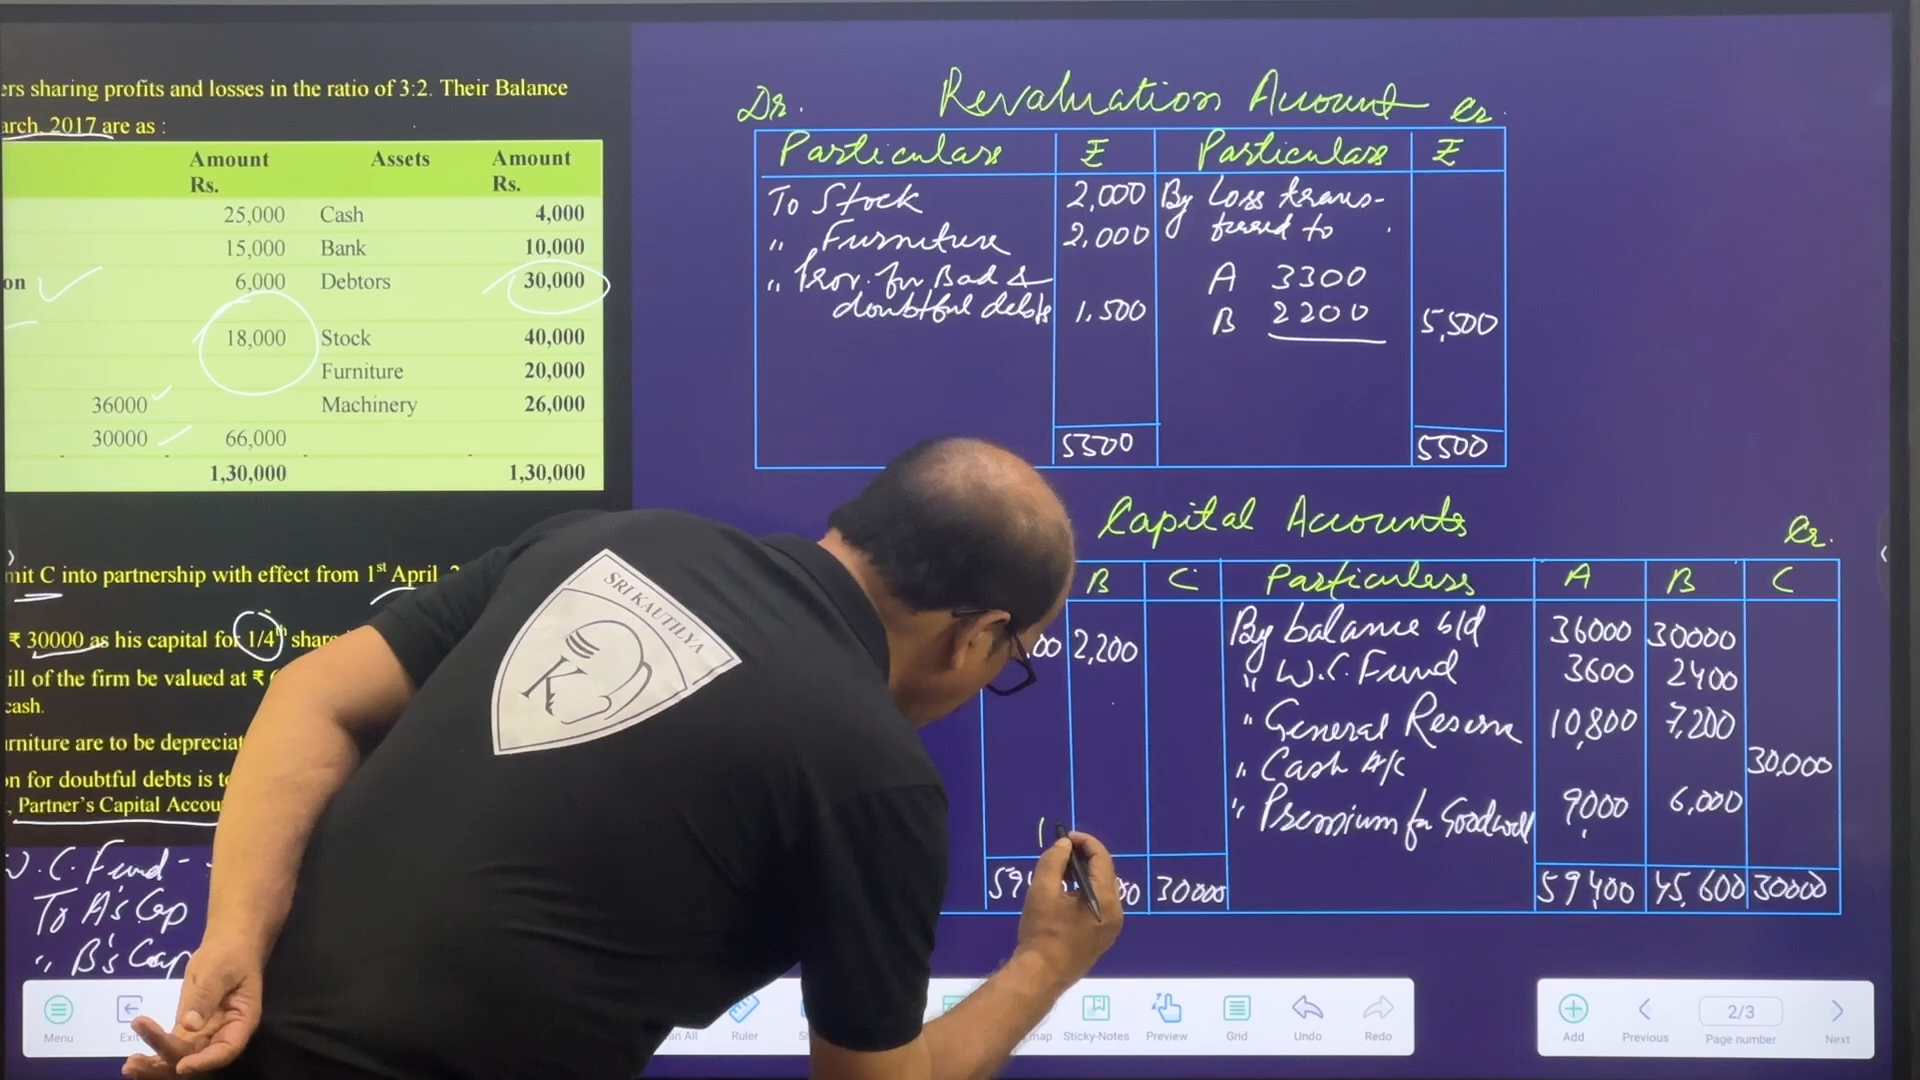 ers sharing profits and losses in the ratio of 3:2. Their Balance
arch, 2017 are as :
Amount Rs. Assets Amount Rs.
25,000 Cash 4,000
15,000 Bank 10,000
on 6,000 Debtors 30,000
18,000 Stock 40,000
Furniture 20,000
36000 Machinery 26,000
30000 66,000
1,30,000 1,30,000
mit C into partnership with effect from 1st April
₹ 30000 as his capital for 1/4th share
ill of the firm be valued at ₹
cash.
urniture are to be depreciat
on for doubtful debts is to
, Partner's Capital Accou
W.C. Fund -
To A's Cap
" B's Cap
Dr. Revaluation Account Cr.
Particulars ₹ Particulars ₹
To Stock 2,000 By Loss trans-
" Furniture 2,000 ferred to
" Prov. for Bad & A 3300
doubtful debts 1,500 B 2200 5,500
5500 5500
Capital Accounts
Cr.
B C Particulars A B C
00 2,200 By balance b/d 36000 30000
" W.C. Fund 3600 2400
" General Reserve 10,800 7,200
" Cash A/c 30,000
" Premium for Goodwill 9000 6,000
30000 59,400 45,600 30000
SRI KAUTILYA
K
Menu
Ruler
Sticky-Notes
Preview
Grid
Undo
Redo
Add
Previous
2/3
Page number
Next